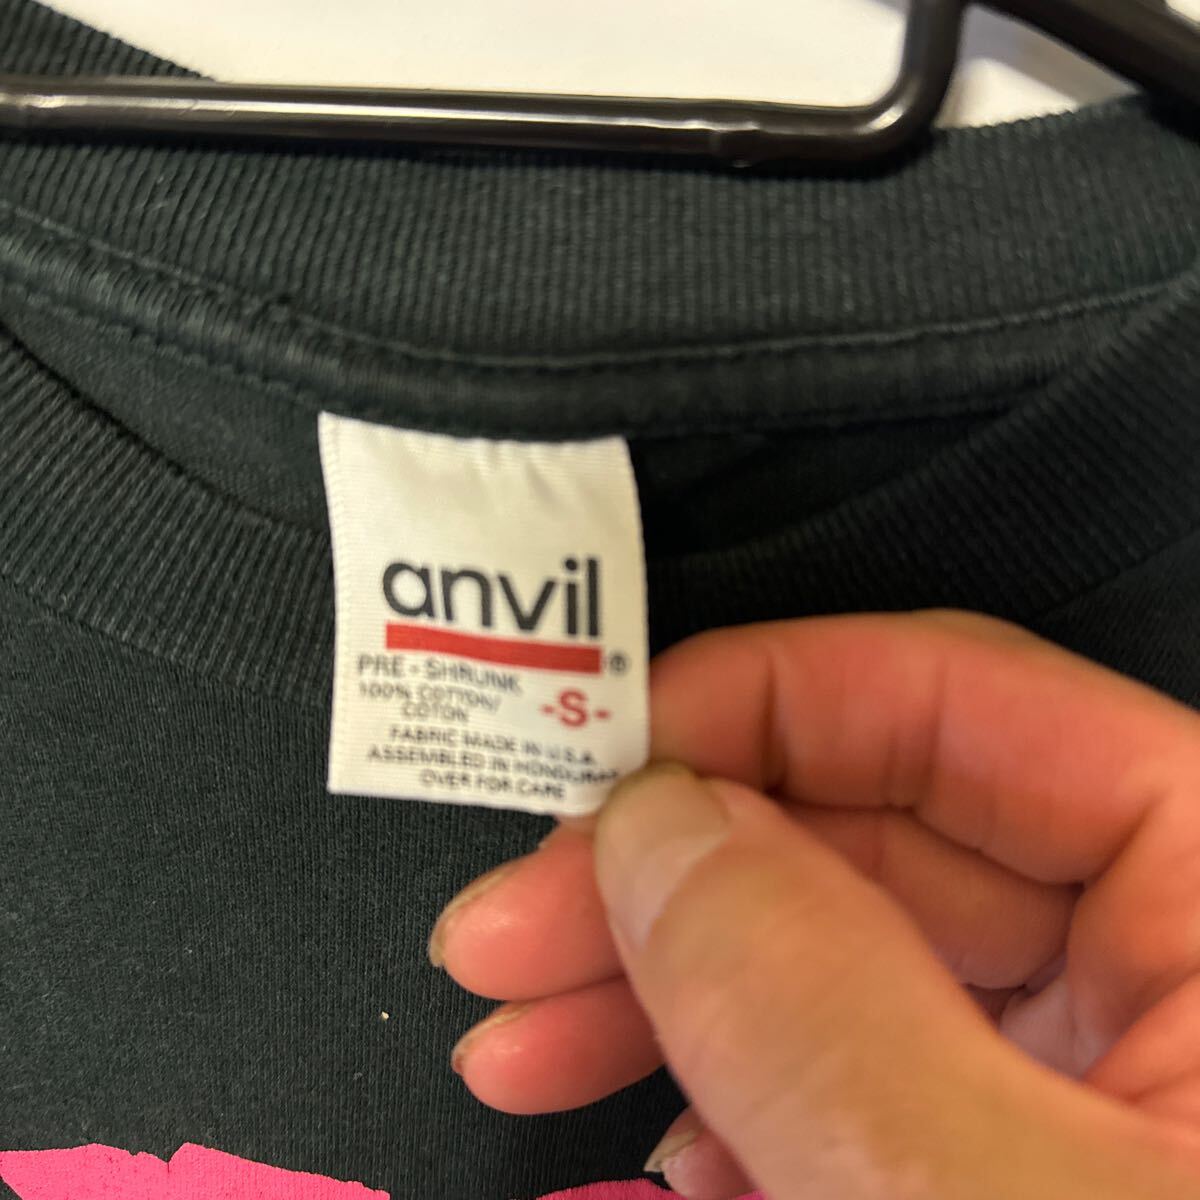 anvil
®
PRE-SHRUNK
100% COTTON/
COTON
-S-
FABRIC MADE IN U.S.A.
ASSEMBLED IN HONDURAS
OVER FOR CARE